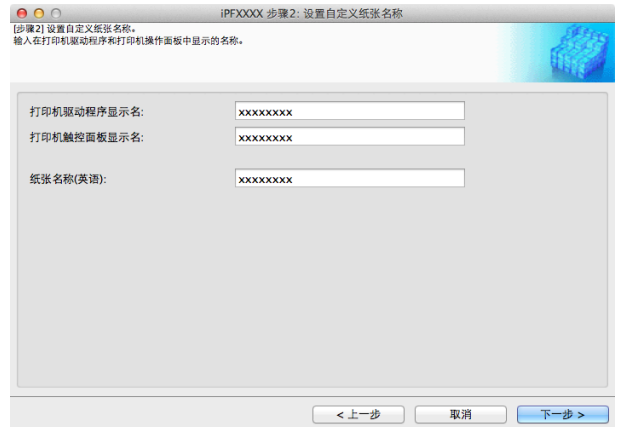 iPFXXXX 步骤2: 设置自定义纸张名称
[步骤2] 设置自定义纸张名称。
输入在打印机驱动程序和打印机操作面板中显示的名称。
打印机驱动程序显示名: xxxxxxxx
打印机触控面板显示名: xxxxxxxx
纸张名称(英语): xxxxxxxx
< 上一步 取消 下一步 >